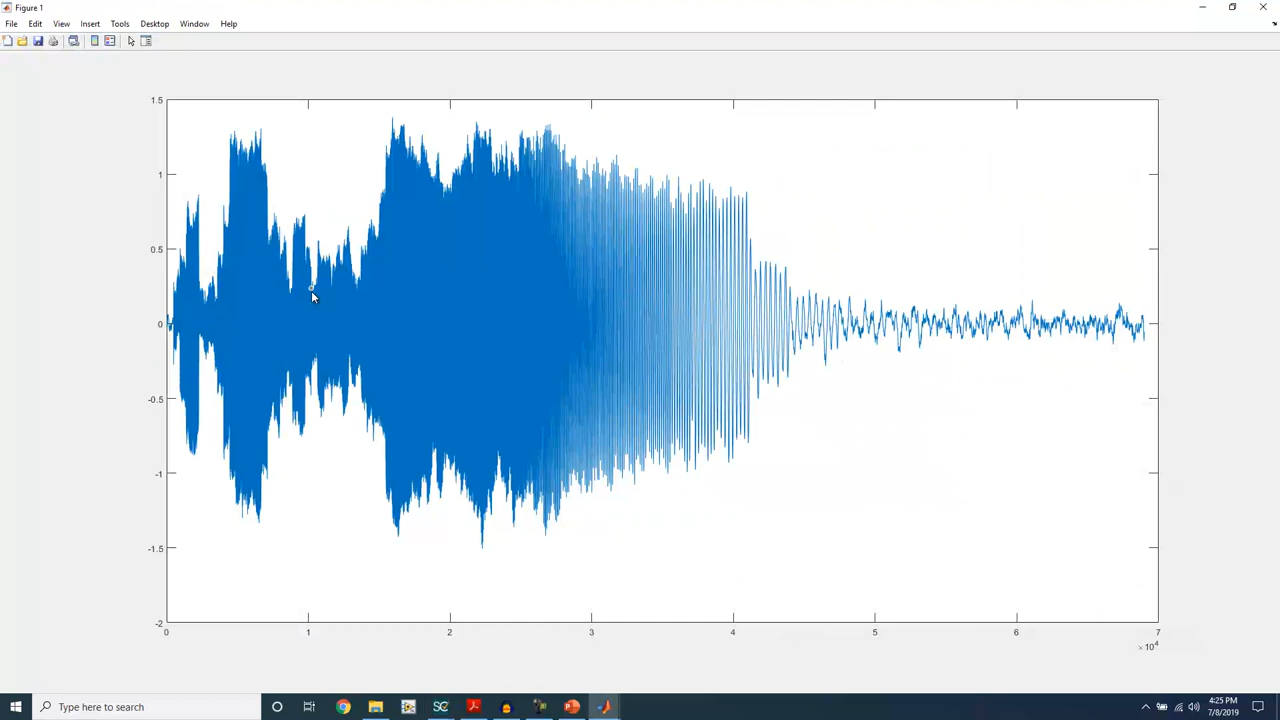 Figure 1
File Edit View Insert Tools Desktop Window Help
1.5
1
0.5
0
-0.5
-1
-1.5
-2
0 1 2 3 4 5 6 7
×10⁴
Type here to search
SC
4:25 PM
7/8/2019